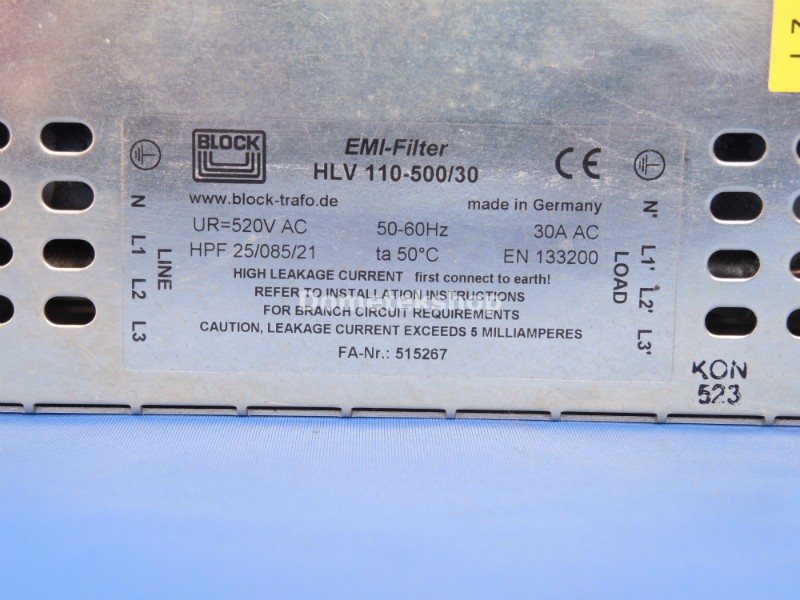 BLOCK
EMI-Filter
HLV 110-500/30
CE
www.block-trafo.de
made in Germany
UR=520V AC 50-60Hz 30A AC
HPF 25/085/21 ta 50°C EN 133200
HIGH LEAKAGE CURRENT first connect to earth!
REFER TO INSTALLATION INSTRUCTIONS
FOR BRANCH CIRCUIT REQUIREMENTS
CAUTION, LEAKAGE CURRENT EXCEEDS 5 MILLIAMPERES
FA-Nr.: 515267
N L1 L2 L3
LINE
LOAD
N' L1' L2' L3'
KON
523